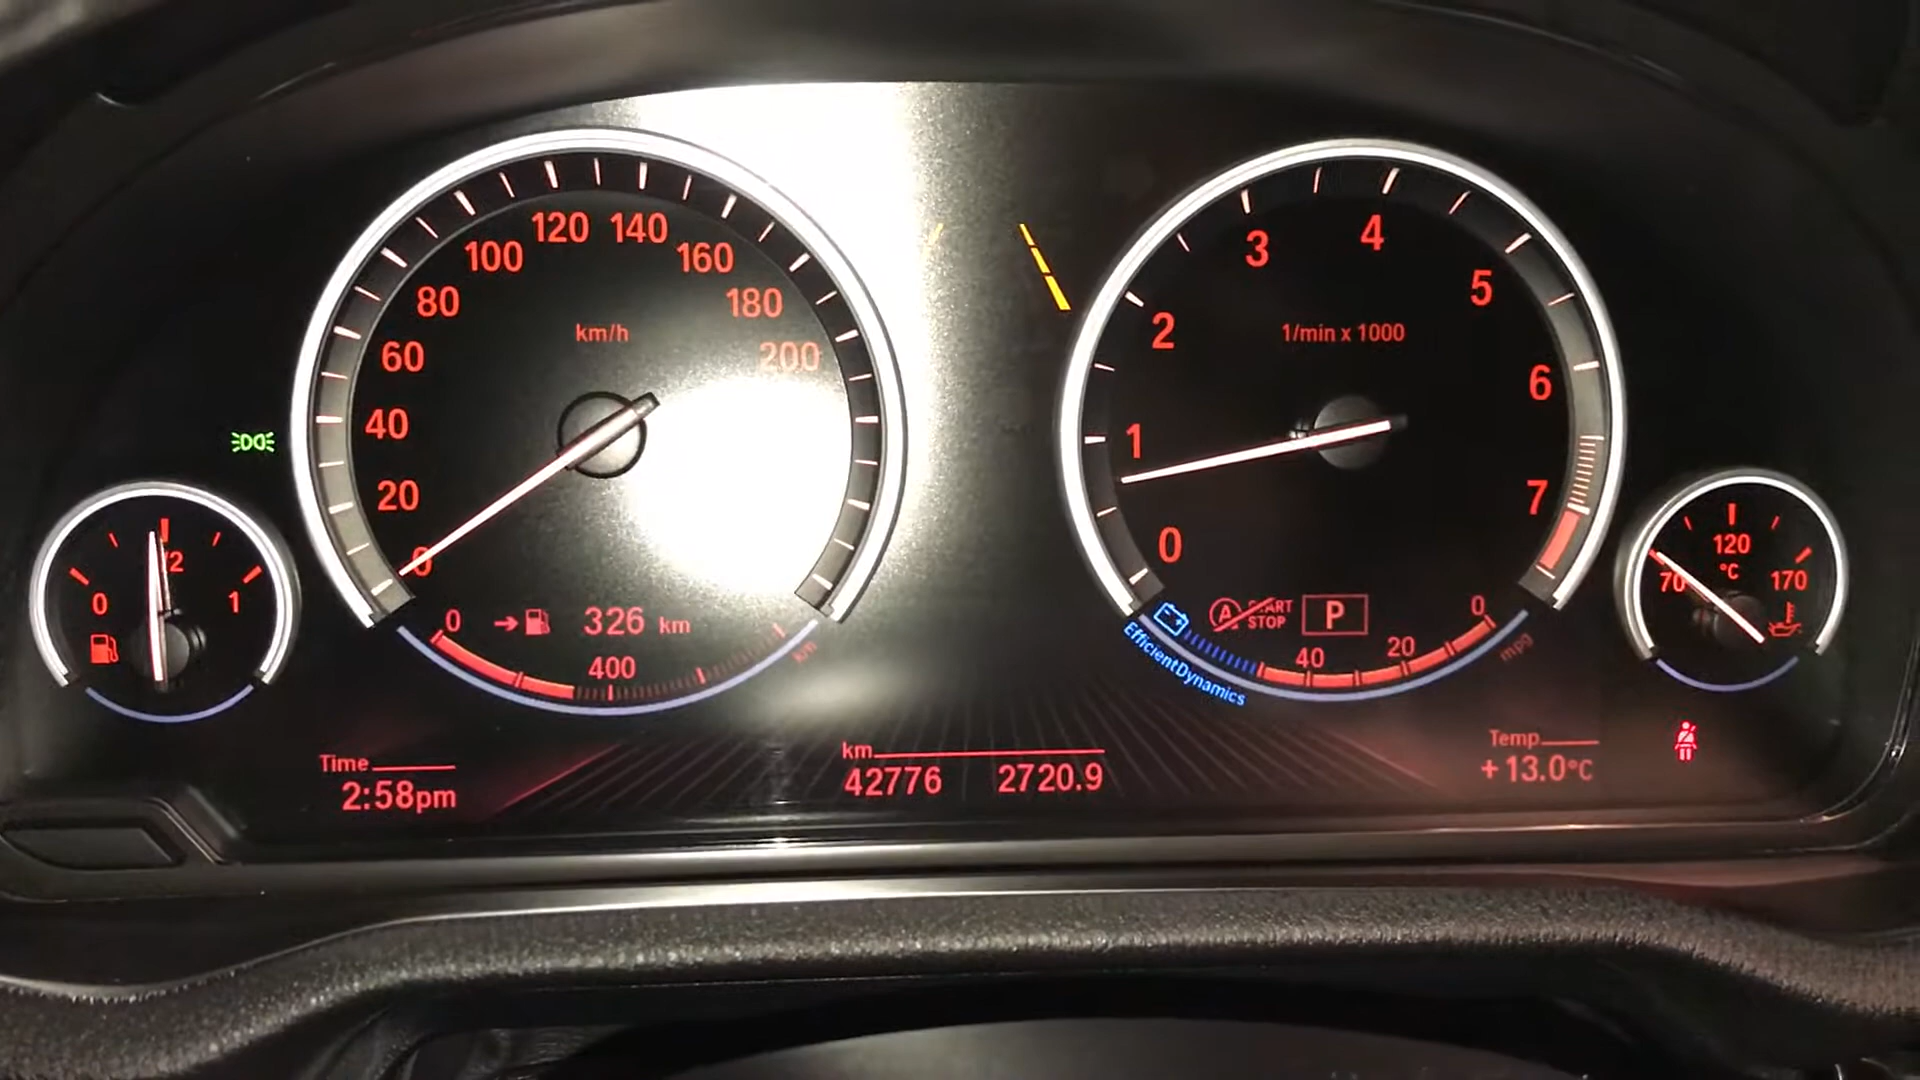 120 140
100 160
80 180
km/h
60 200
40
20
0
3 4
2 5
1/min x 1000
1 6
0 7
0 /2 1
120
°C
70 170
0 326 km
400
km
A START
STOP
P
40 20 0
mpg
EfficientDynamics
Time
2:58pm
km
42776 2720.9
Temp
+13.0°C